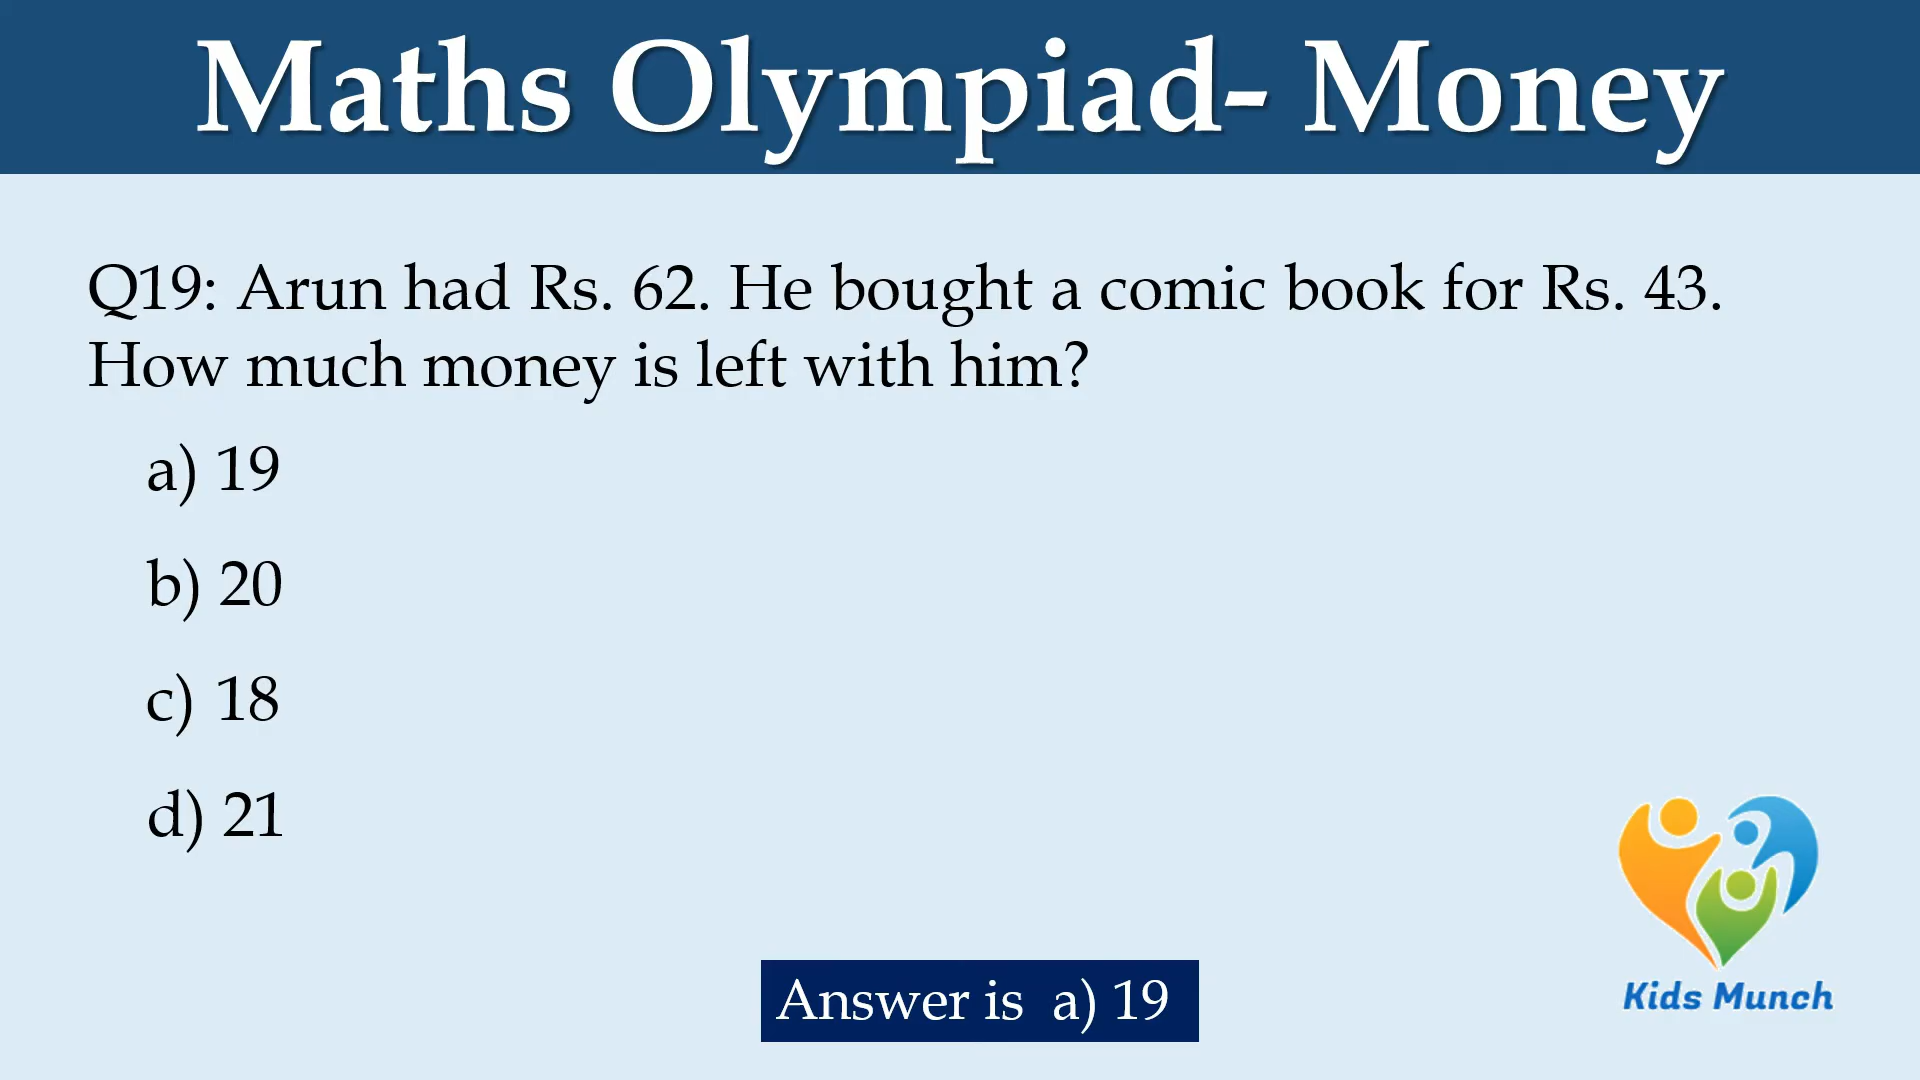 Maths Olympiad- Money
Q19: Arun had Rs. 62. He bought a comic book for Rs. 43.
How much money is left with him?
a) 19
b) 20
c) 18
d) 21
Kids Munch
Answer is  a) 19